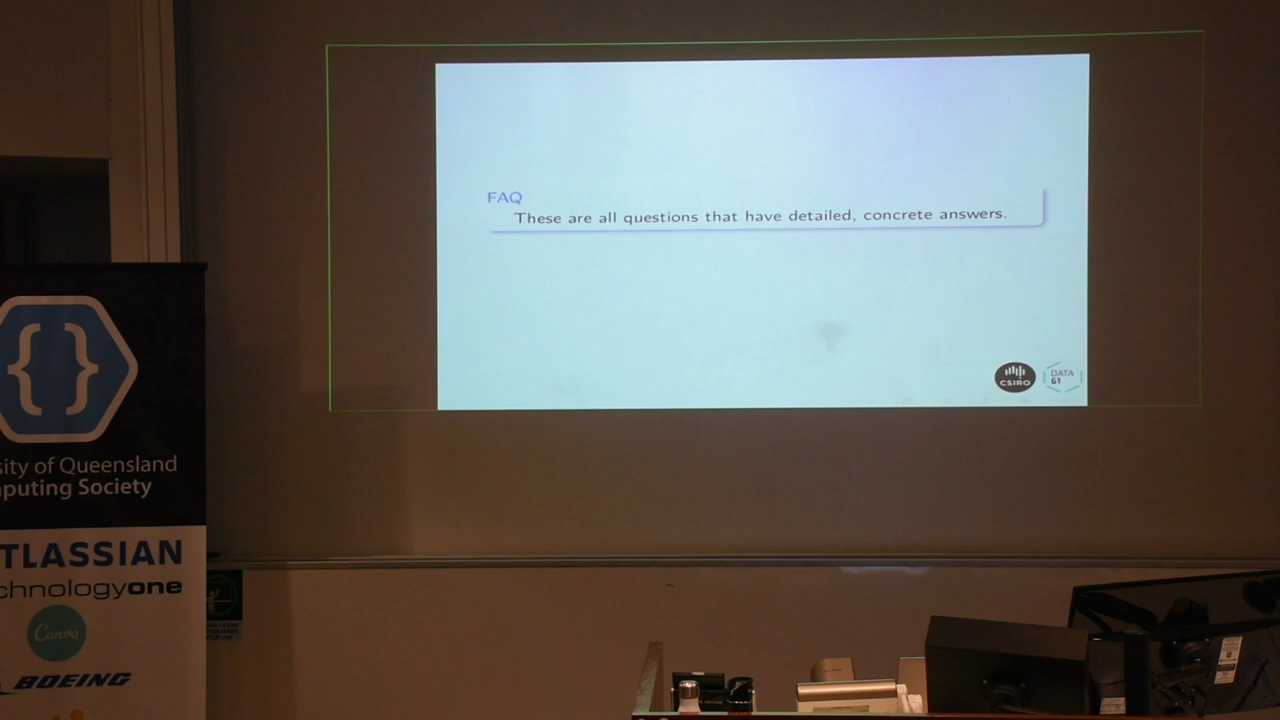 FAQ
These are all questions that have detailed, concrete answers.
CSIRO
DATA
61
sity of Queensland
puting Society
TLASSIAN
chnologyone
Canva
BOEING